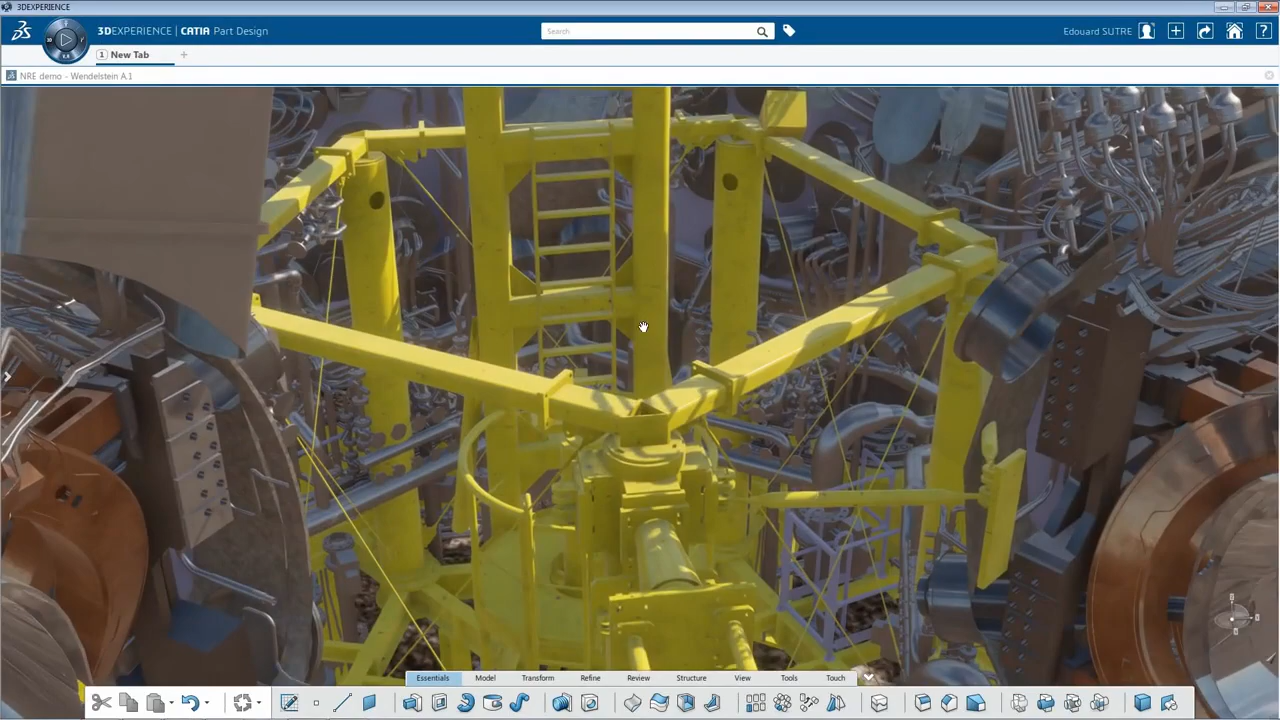 3DEXPERIENCE
3DEXPERIENCE | CATIA Part Design
Search
Edouard SUTRE
1 New Tab
NRE demo - Wendelstein A.1
Essentials Model Transform Refine Review Structure View Tools Touch